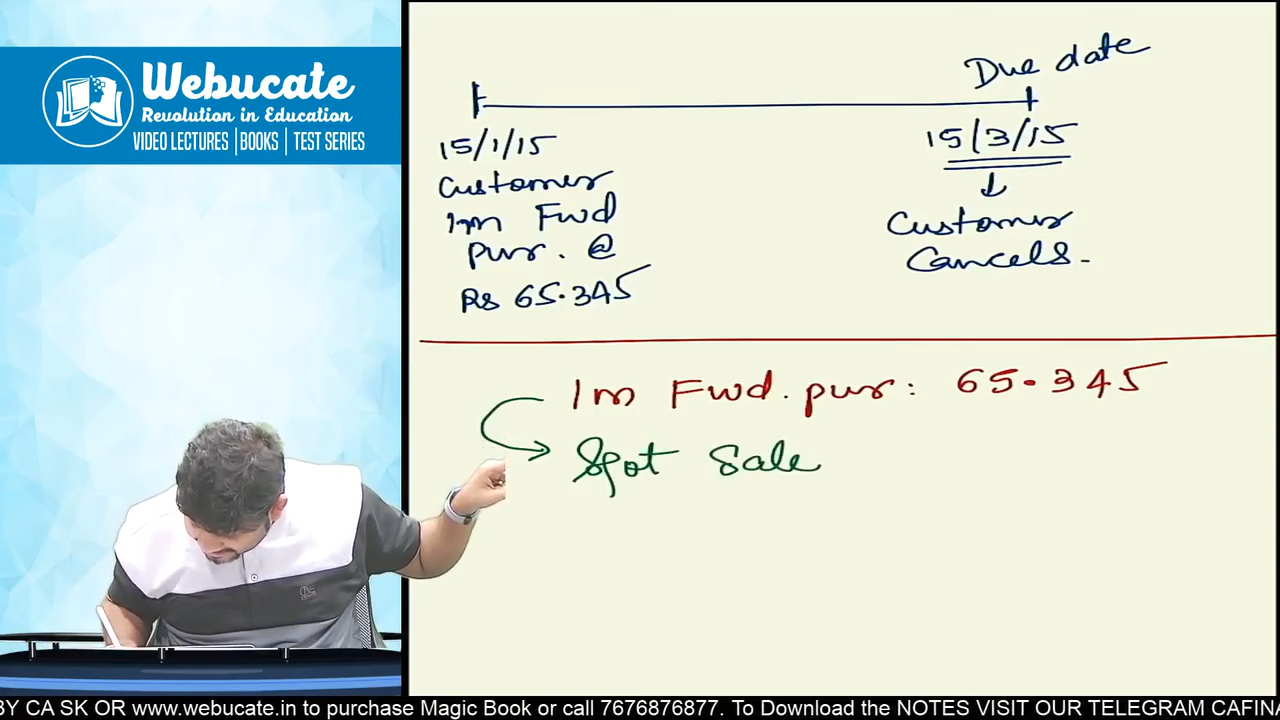 Webucate
Revolution in Education
VIDEO LECTURES | BOOKS | TEST SERIES
Due date
15/1/15
Customer
1m Fwd
pur. @
Rs 65.345
15/3/15
Customer
Cancels.
1m Fwd. pur: 65.345
Spot Sale
BY CA SK OR www.webucate.in to purchase Magic Book or call 7676876877. To Download the NOTES VISIT OUR TELEGRAM CAFINA